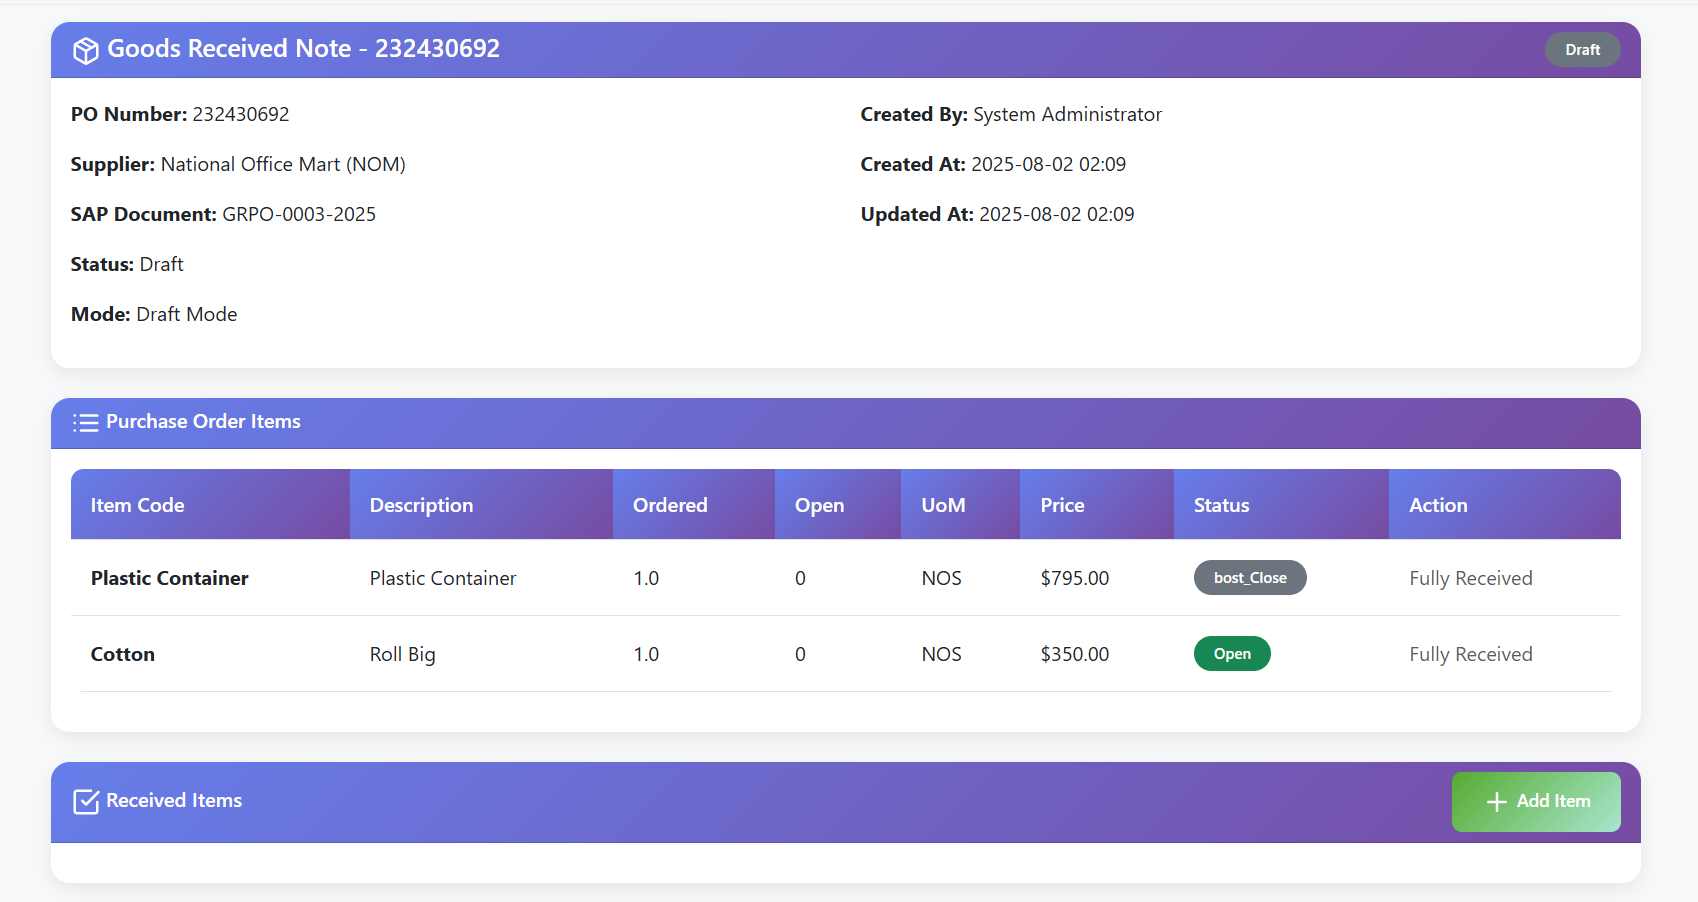 Goods Received Note - 232430692
Draft
PO Number: 232430692
Created By: System Administrator
Supplier: National Office Mart (NOM)
Created At: 2025-08-02 02:09
SAP Document: GRPO-0003-2025
Updated At: 2025-08-02 02:09
Status: Draft
Mode: Draft Mode
Purchase Order Items
Item Code Description Ordered Open UoM Price Status Action
Plastic Container Plastic Container 1.0 0 NOS $795.00 bost_Close Fully Received
Cotton Roll Big 1.0 0 NOS $350.00 Open Fully Received
Received Items
Add Item